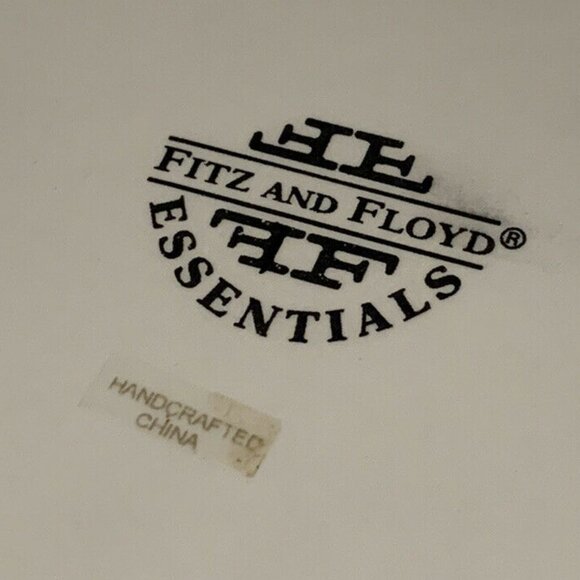 FITZ AND FLOYD®
ESSENTIALS
HANDCRAFTED
CHINA